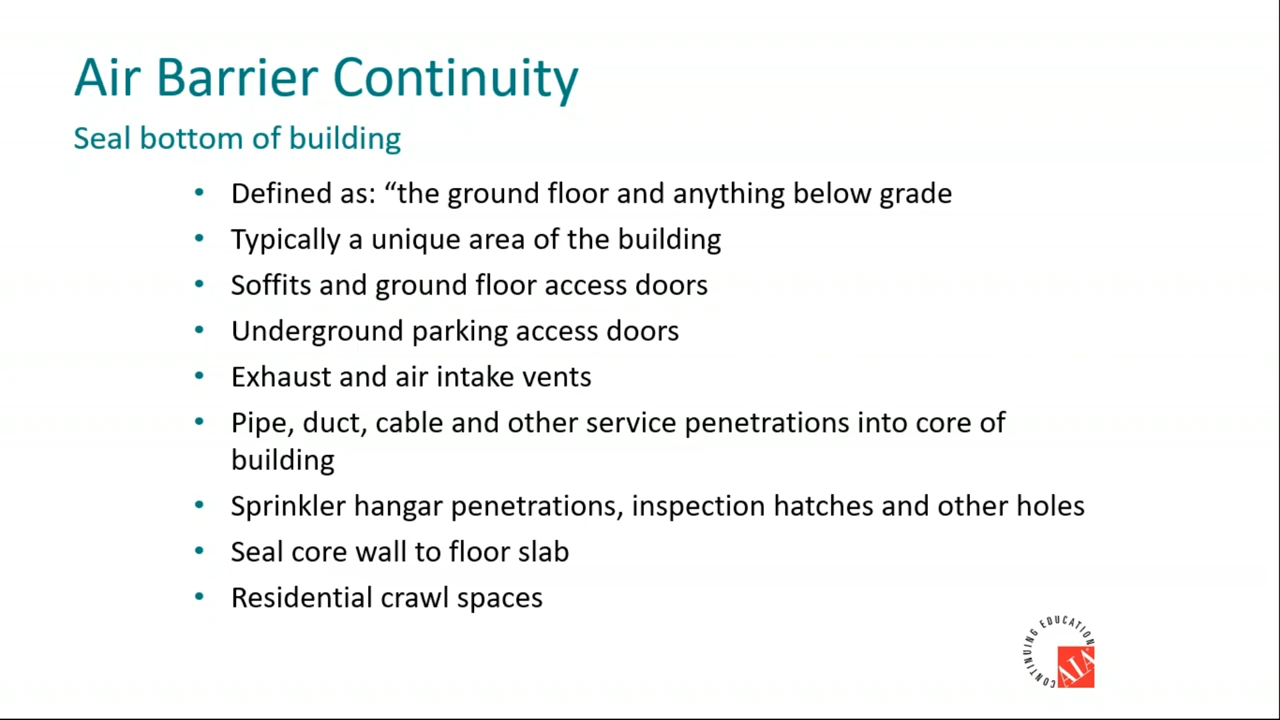 Air Barrier Continuity
Seal bottom of building
• Defined as: “the ground floor and anything below grade
• Typically a unique area of the building
• Soffits and ground floor access doors
• Underground parking access doors
• Exhaust and air intake vents
• Pipe, duct, cable and other service penetrations into core of
building
• Sprinkler hangar penetrations, inspection hatches and other holes
• Seal core wall to floor slab
• Residential crawl spaces
CONTINUING EDUCATION
AIA